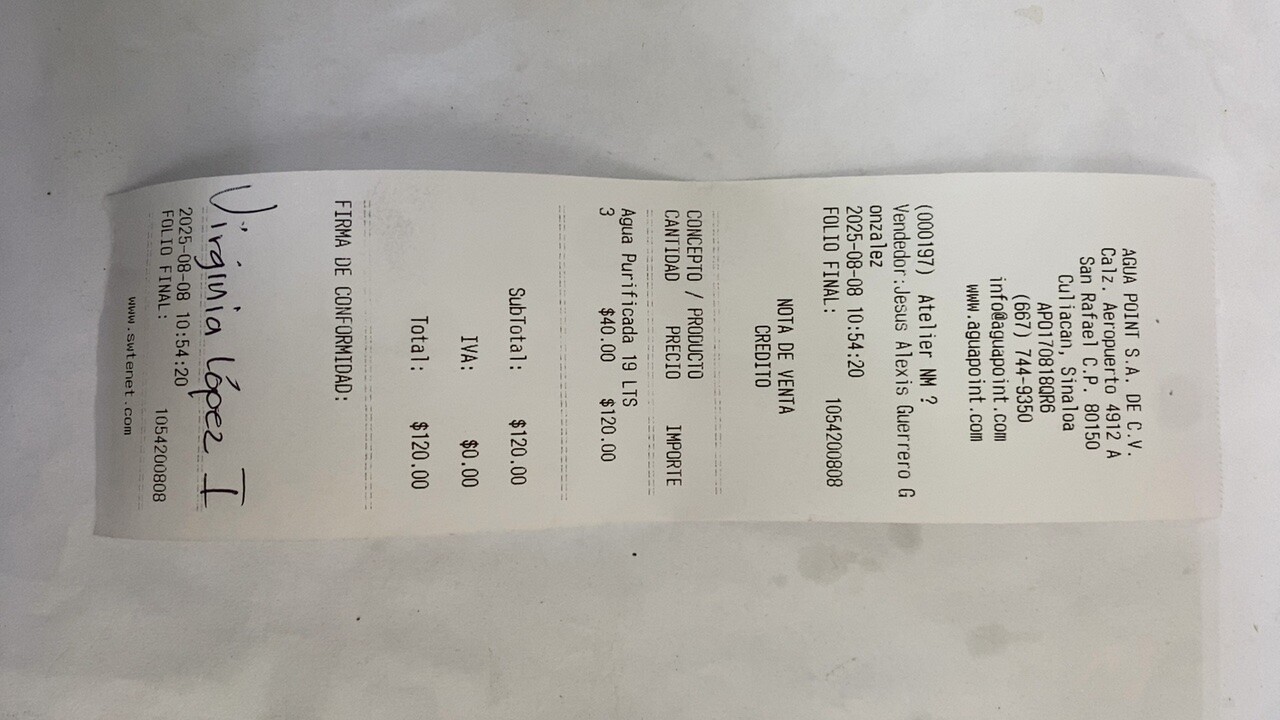 AGUA POINT S.A. DE C.V.
Calz. Aeropuerto 4912 A
San Rafael C.P. 80150
Culiacan, Sinaloa
APO170818QR6
(667) 744-9350
info@aguapoint.com
www.aguapoint.com
(000197) Atelier NM ?
Vendedor:Jesus Alexis Guerrero G
onzalez
2025-08-08 10:54:20
FOLIO FINAL: 1054200808
NOTA DE VENTA
CREDITO
CONCEPTO / PRODUCTO
CANTIDAD PRECIO IMPORTE
Agua Purificada 19 LTS
3 $40.00 $120.00
SubTotal: $120.00
IVA: $0.00
Total: $120.00
FIRMA DE CONFORMIDAD:
Virginia López I
2025-08-08 10:54:20
FOLIO FINAL: 1054200808
www.swtenet.com